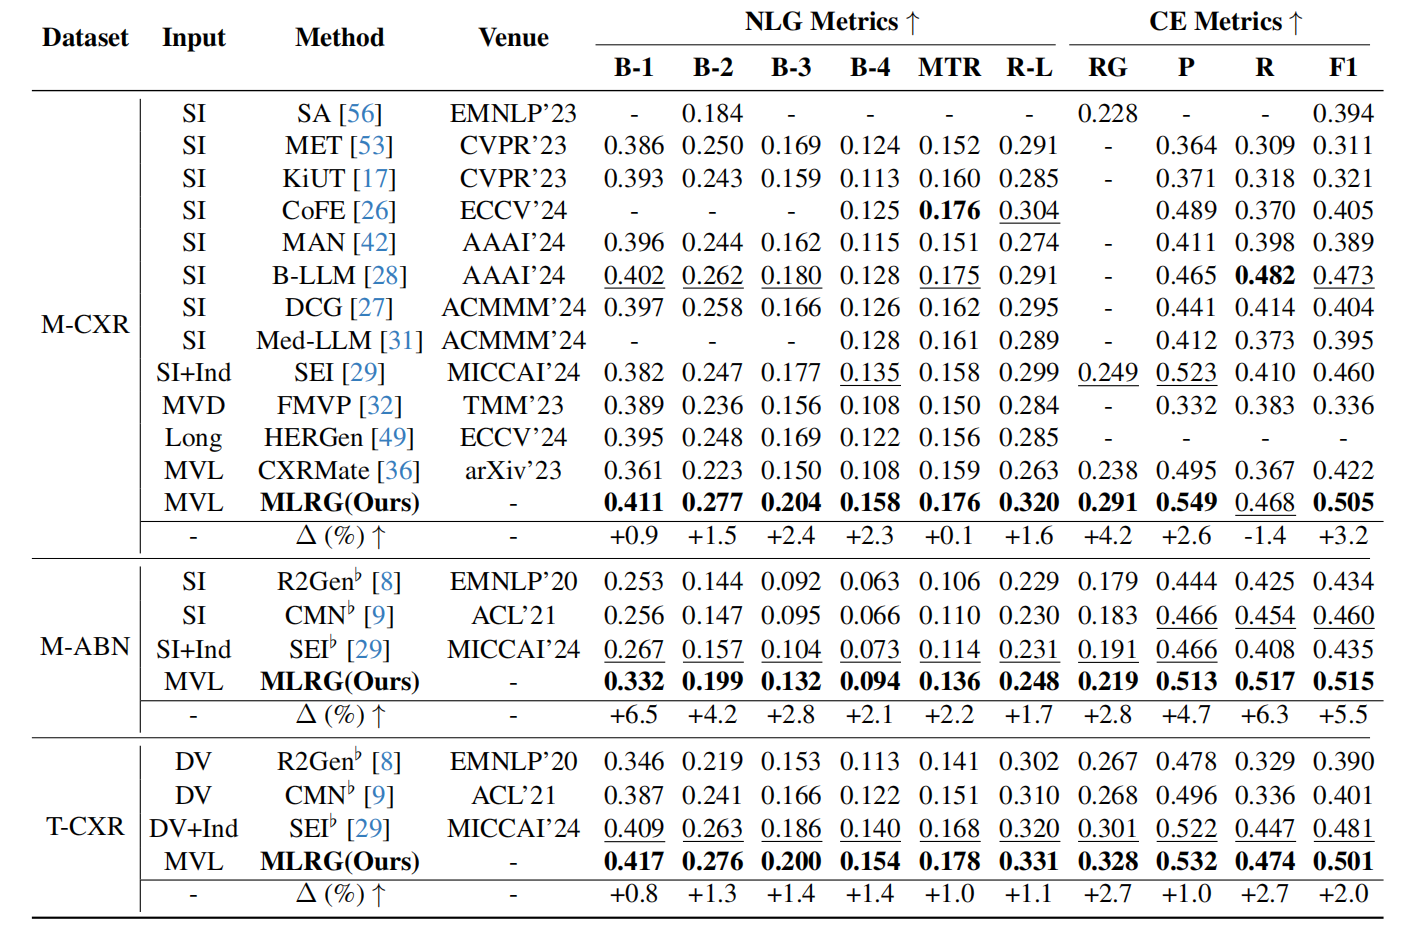 Dataset Input Method Venue NLG Metrics ↑ CE Metrics ↑
B-1 B-2 B-3 B-4 MTR R-L RG P R F1
SI SA [56] EMNLP’23 - 0.184 - - - - 0.228 - - 0.394
SI MET [53] CVPR’23 0.386 0.250 0.169 0.124 0.152 0.291 - 0.364 0.309 0.311
SI KiUT [17] CVPR’23 0.393 0.243 0.159 0.113 0.160 0.285 - 0.371 0.318 0.321
SI CoFE [26] ECCV’24 - - - 0.125 0.176 0.304 0.489 0.370 0.405
SI MAN [42] AAAI’24 0.396 0.244 0.162 0.115 0.151 0.274 - 0.411 0.398 0.389
SI B-LLM [28] AAAI’24 0.402 0.262 0.180 0.128 0.175 0.291 - 0.465 0.482 0.473
SI DCG [27] ACMMM’24 0.397 0.258 0.166 0.126 0.162 0.295 - 0.441 0.414 0.404
M-CXR SI Med-LLM [31] ACMMM’24 - - - 0.128 0.161 0.289 - 0.412 0.373 0.395
SI+Ind SEI [29] MICCAI’24 0.382 0.247 0.177 0.135 0.158 0.299 0.249 0.523 0.410 0.460
MVD FMVP [32] TMM’23 0.389 0.236 0.156 0.108 0.150 0.284 - 0.332 0.383 0.336
Long HERGen [49] ECCV’24 0.395 0.248 0.169 0.122 0.156 0.285 - - - -
MVL CXRMate [36] arXiv’23 0.361 0.223 0.150 0.108 0.159 0.263 0.238 0.495 0.367 0.422
MVL MLRG(Ours) - 0.411 0.277 0.204 0.158 0.176 0.320 0.291 0.549 0.468 0.505
- Δ (%) ↑ - +0.9 +1.5 +2.4 +2.3 +0.1 +1.6 +4.2 +2.6 -1.4 +3.2
SI R2Gen♭ [8] EMNLP’20 0.253 0.144 0.092 0.063 0.106 0.229 0.179 0.444 0.425 0.434
SI CMN♭ [9] ACL’21 0.256 0.147 0.095 0.066 0.110 0.230 0.183 0.466 0.454 0.460
M-ABN SI+Ind SEI♭ [29] MICCAI’24 0.267 0.157 0.104 0.073 0.114 0.231 0.191 0.466 0.408 0.435
MVL MLRG(Ours) - 0.332 0.199 0.132 0.094 0.136 0.248 0.219 0.513 0.517 0.515
- Δ (%) ↑ - +6.5 +4.2 +2.8 +2.1 +2.2 +1.7 +2.8 +4.7 +6.3 +5.5
DV R2Gen♭ [8] EMNLP’20 0.346 0.219 0.153 0.113 0.141 0.302 0.267 0.478 0.329 0.390
DV CMN♭ [9] ACL’21 0.387 0.241 0.166 0.122 0.151 0.310 0.268 0.496 0.336 0.401
T-CXR DV+Ind SEI♭ [29] MICCAI’24 0.409 0.263 0.186 0.140 0.168 0.320 0.301 0.522 0.447 0.481
MVL MLRG(Ours) - 0.417 0.276 0.200 0.154 0.178 0.331 0.328 0.532 0.474 0.501
- Δ (%) ↑ - +0.8 +1.3 +1.4 +1.4 +1.0 +1.1 +2.7 +1.0 +2.7 +2.0